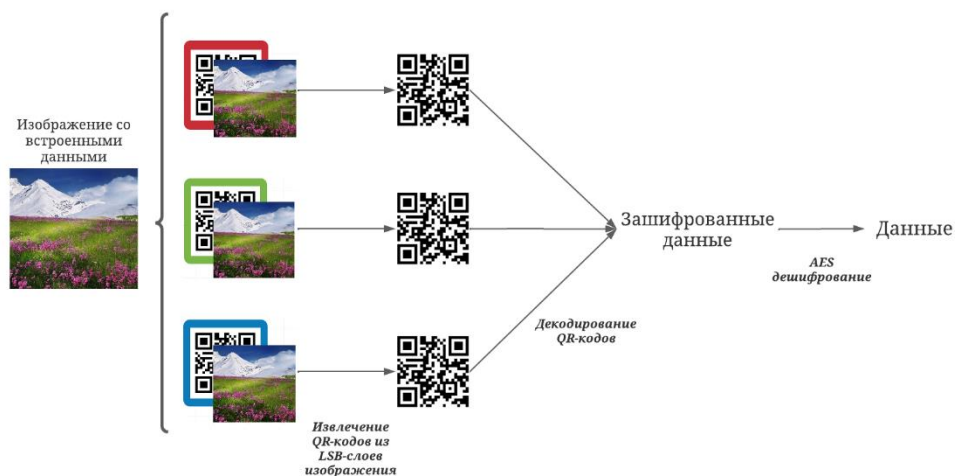 Изображение со
встроенными
данными
Зашифрованные
данные
Данные
AES
дешифрование
Декодирование
QR-кодов
Извлечение
QR-кодов из
LSB-слоев
изображения